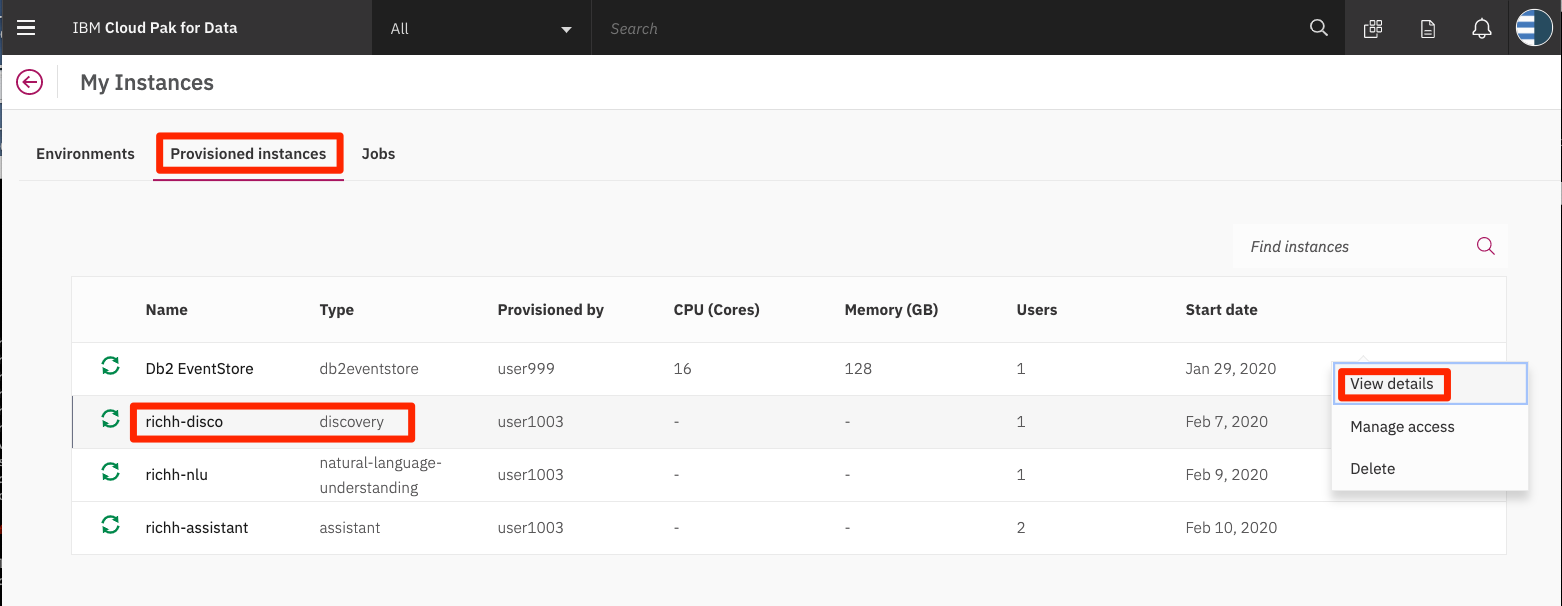 IBM Cloud Pak for Data All Search
My Instances
Environments Provisioned instances Jobs
Find instances
Name Type Provisioned by CPU (Cores) Memory (GB) Users Start date
Db2 EventStore db2eventstore user999 16 128 1 Jan 29, 2020
View details
richh-disco discovery user1003 - - 1 Feb 7, 2020
Manage access
richh-nlu natural-language-understanding user1003 - - 1 Feb 9, 2020
Delete
richh-assistant assistant user1003 - - 2 Feb 10, 2020